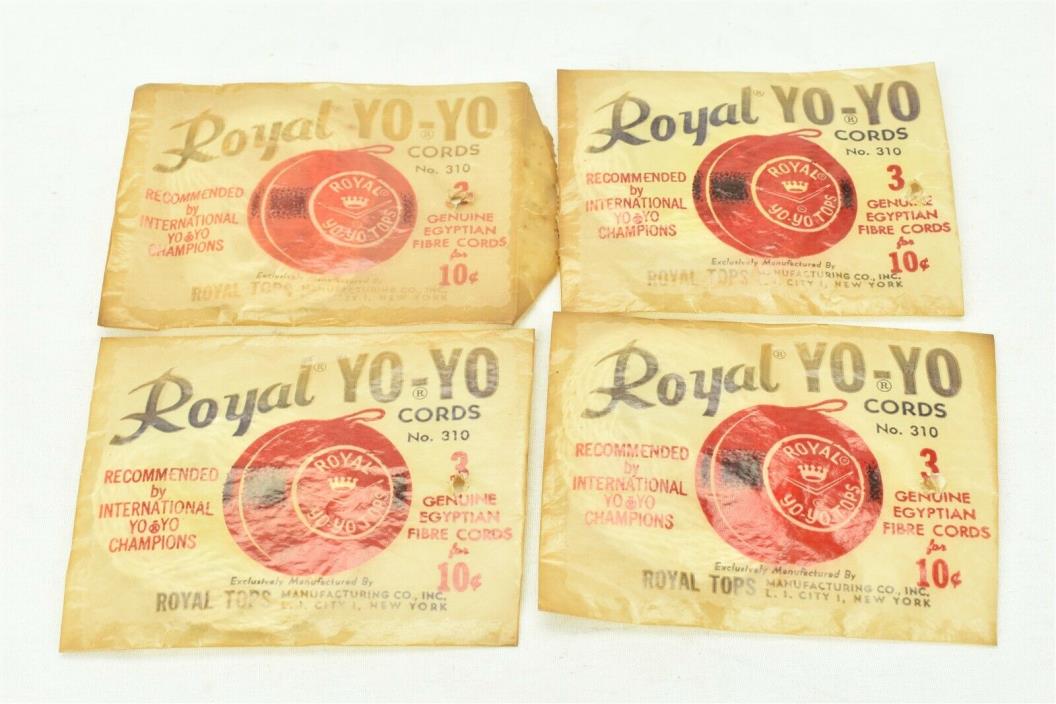 Royal® YO-YO
®
CORDS
No. 310
RECOMMENDED
by
INTERNATIONAL
YO ® YO
CHAMPIONS
ROYAL®
YO-YO-TOPS
3
GENUINE
EGYPTIAN
FIBRE CORDS
for
10¢
Exclusively Manufactured By
ROYAL TOPS MANUFACTURING CO., INC.
CITY 1, NEW YORK
Royal® YO-YO
®
CORDS
No. 310
RECOMMENDED
by
INTERNATIONAL
YO ® YO
CHAMPIONS
ROYAL®
YO-YO-TOPS
3
GENUINE
EGYPTIAN
FIBRE CORDS
for
10¢
Exclusively Manufactured By
ROYAL TOPS MANUFACTURING CO., INC.
L. I. CITY 1, NEW YORK
Royal® YO-YO
®
CORDS
No. 310
RECOMMENDED
by
INTERNATIONAL
YO ® YO
CHAMPIONS
ROYAL®
YO-YO-TOPS
3
GENUINE
EGYPTIAN
FIBRE CORDS
for
10¢
Exclusively Manufactured By
ROYAL TOPS MANUFACTURING CO., INC.
L. I. CITY 1, NEW YORK
Royal® YO-YO
®
CORDS
No. 310
RECOMMENDED
by
INTERNATIONAL
YO ® YO
CHAMPIONS
ROYAL®
YO-YO-TOPS
3
GENUINE
EGYPTIAN
FIBRE CORDS
for
10¢
Exclusively Manufactured By
ROYAL TOPS MANUFACTURING CO., INC.
L. I. CITY 1, NEW YORK